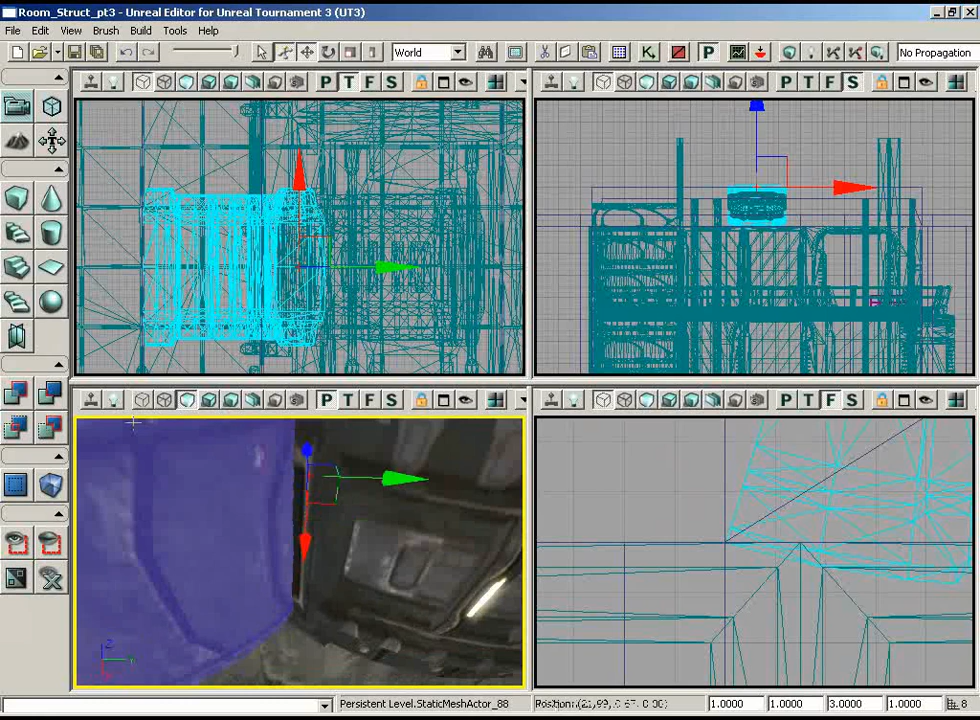 Room_Struct_pt3 - Unreal Editor for Unreal Tournament 3 (UT3)
File Edit View Brush Build Tools Help
World
P
No Propagation
P T F S
P T F S
P T F S
P T F S
Z
Persistent Level.StaticMeshActor_88
1.0000 1.0000 3.0000 1.0000 8